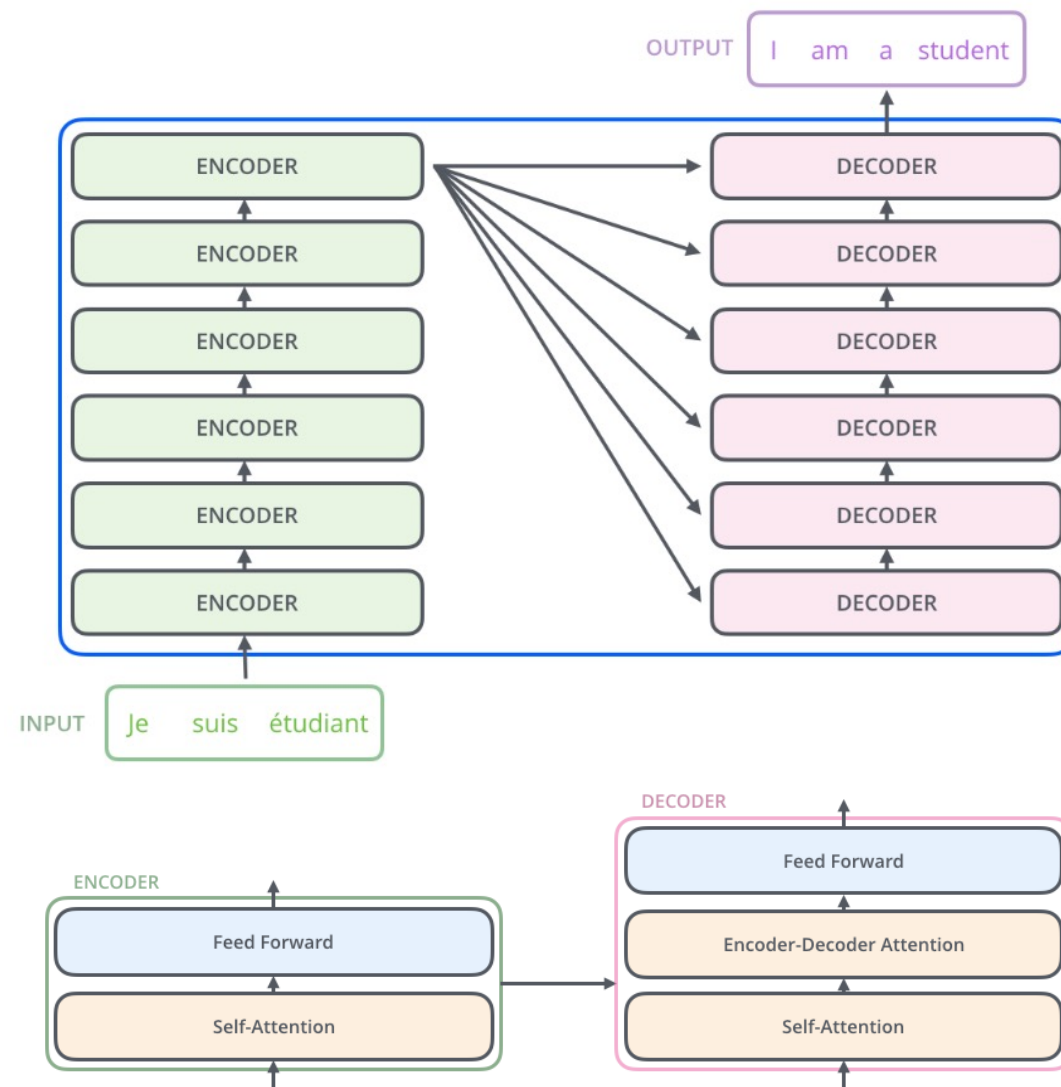 OUTPUT I am a student
ENCODER
ENCODER
ENCODER
ENCODER
ENCODER
ENCODER
DECODER
DECODER
DECODER
DECODER
DECODER
DECODER
INPUT Je suis étudiant
ENCODER
Feed Forward
Self-Attention
DECODER
Feed Forward
Encoder-Decoder Attention
Self-Attention